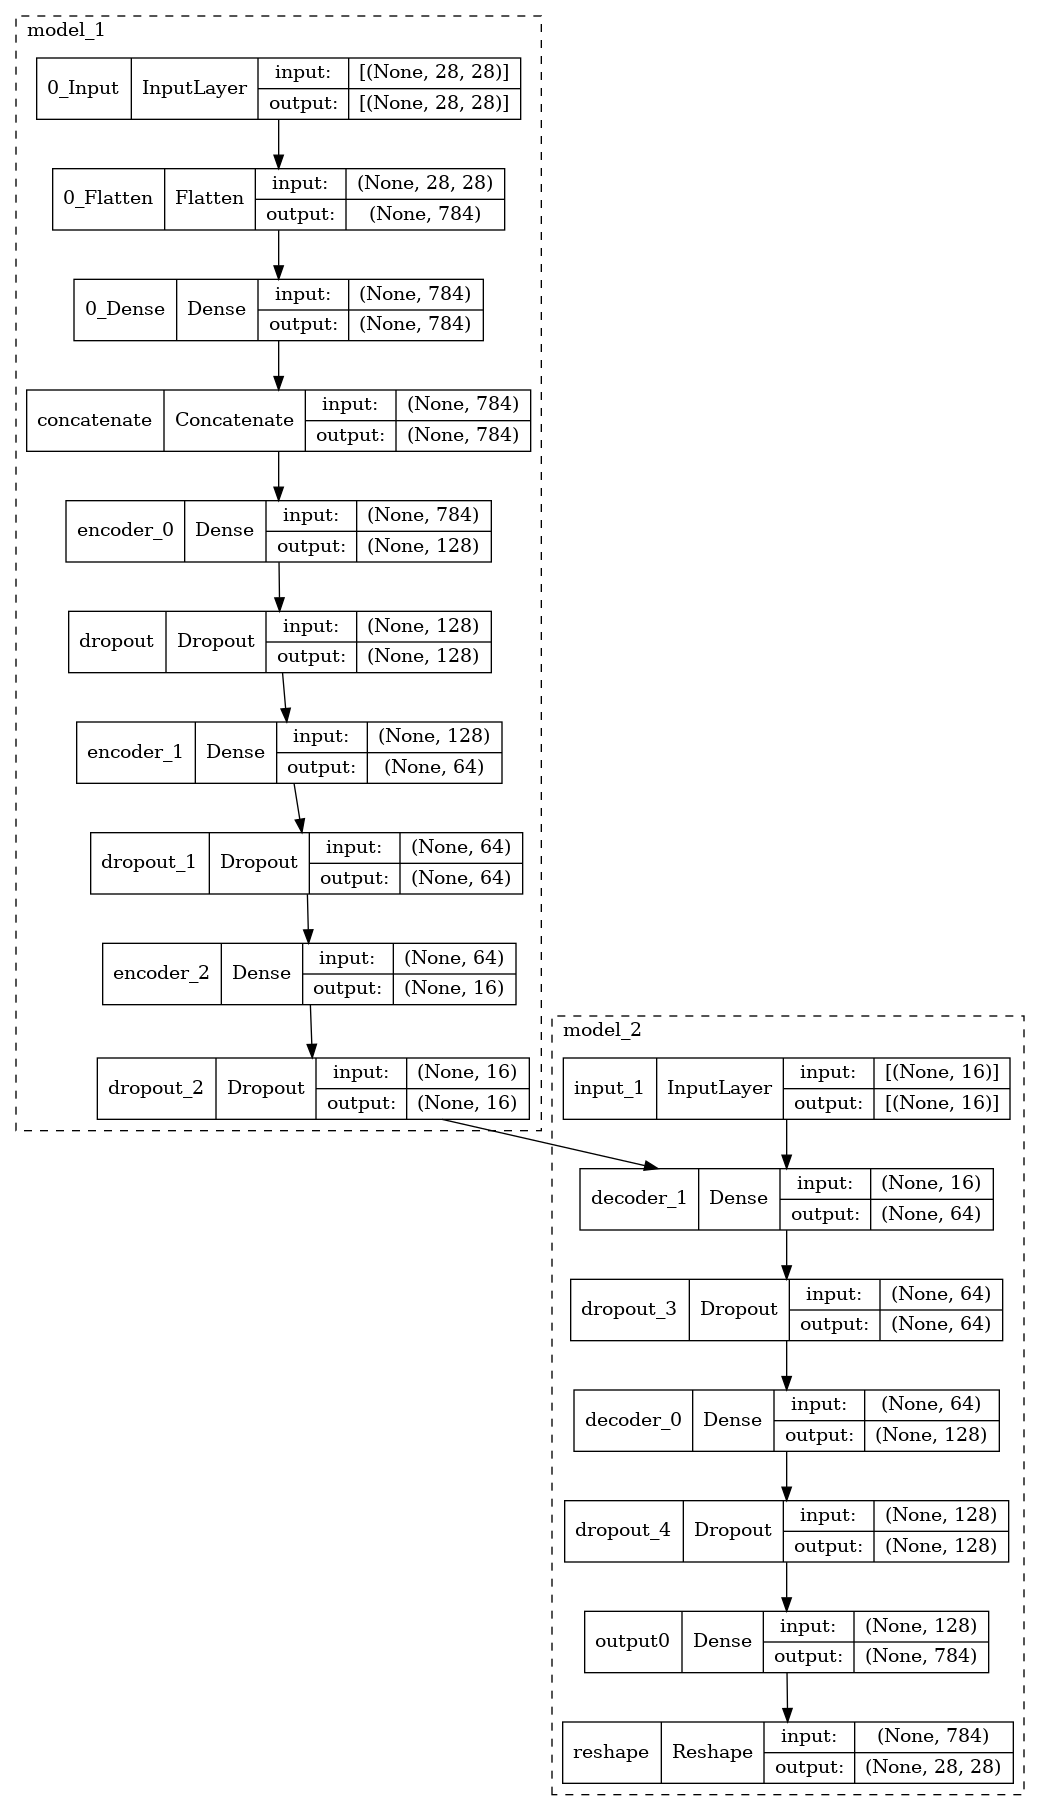 model_1
0_Input InputLayer input: [(None, 28, 28)]
output: [(None, 28, 28)]
0_Flatten Flatten input: (None, 28, 28)
output: (None, 784)
0_Dense Dense input: (None, 784)
output: (None, 784)
concatenate Concatenate input: (None, 784)
output: (None, 784)
encoder_0 Dense input: (None, 784)
output: (None, 128)
dropout Dropout input: (None, 128)
output: (None, 128)
encoder_1 Dense input: (None, 128)
output: (None, 64)
dropout_1 Dropout input: (None, 64)
output: (None, 64)
encoder_2 Dense input: (None, 64)
output: (None, 16)
dropout_2 Dropout input: (None, 16)
output: (None, 16)
model_2
input_1 InputLayer input: [(None, 16)]
output: [(None, 16)]
decoder_1 Dense input: (None, 16)
output: (None, 64)
dropout_3 Dropout input: (None, 64)
output: (None, 64)
decoder_0 Dense input: (None, 64)
output: (None, 128)
dropout_4 Dropout input: (None, 128)
output: (None, 128)
output0 Dense input: (None, 128)
output: (None, 784)
reshape Reshape input: (None, 784)
output: (None, 28, 28)